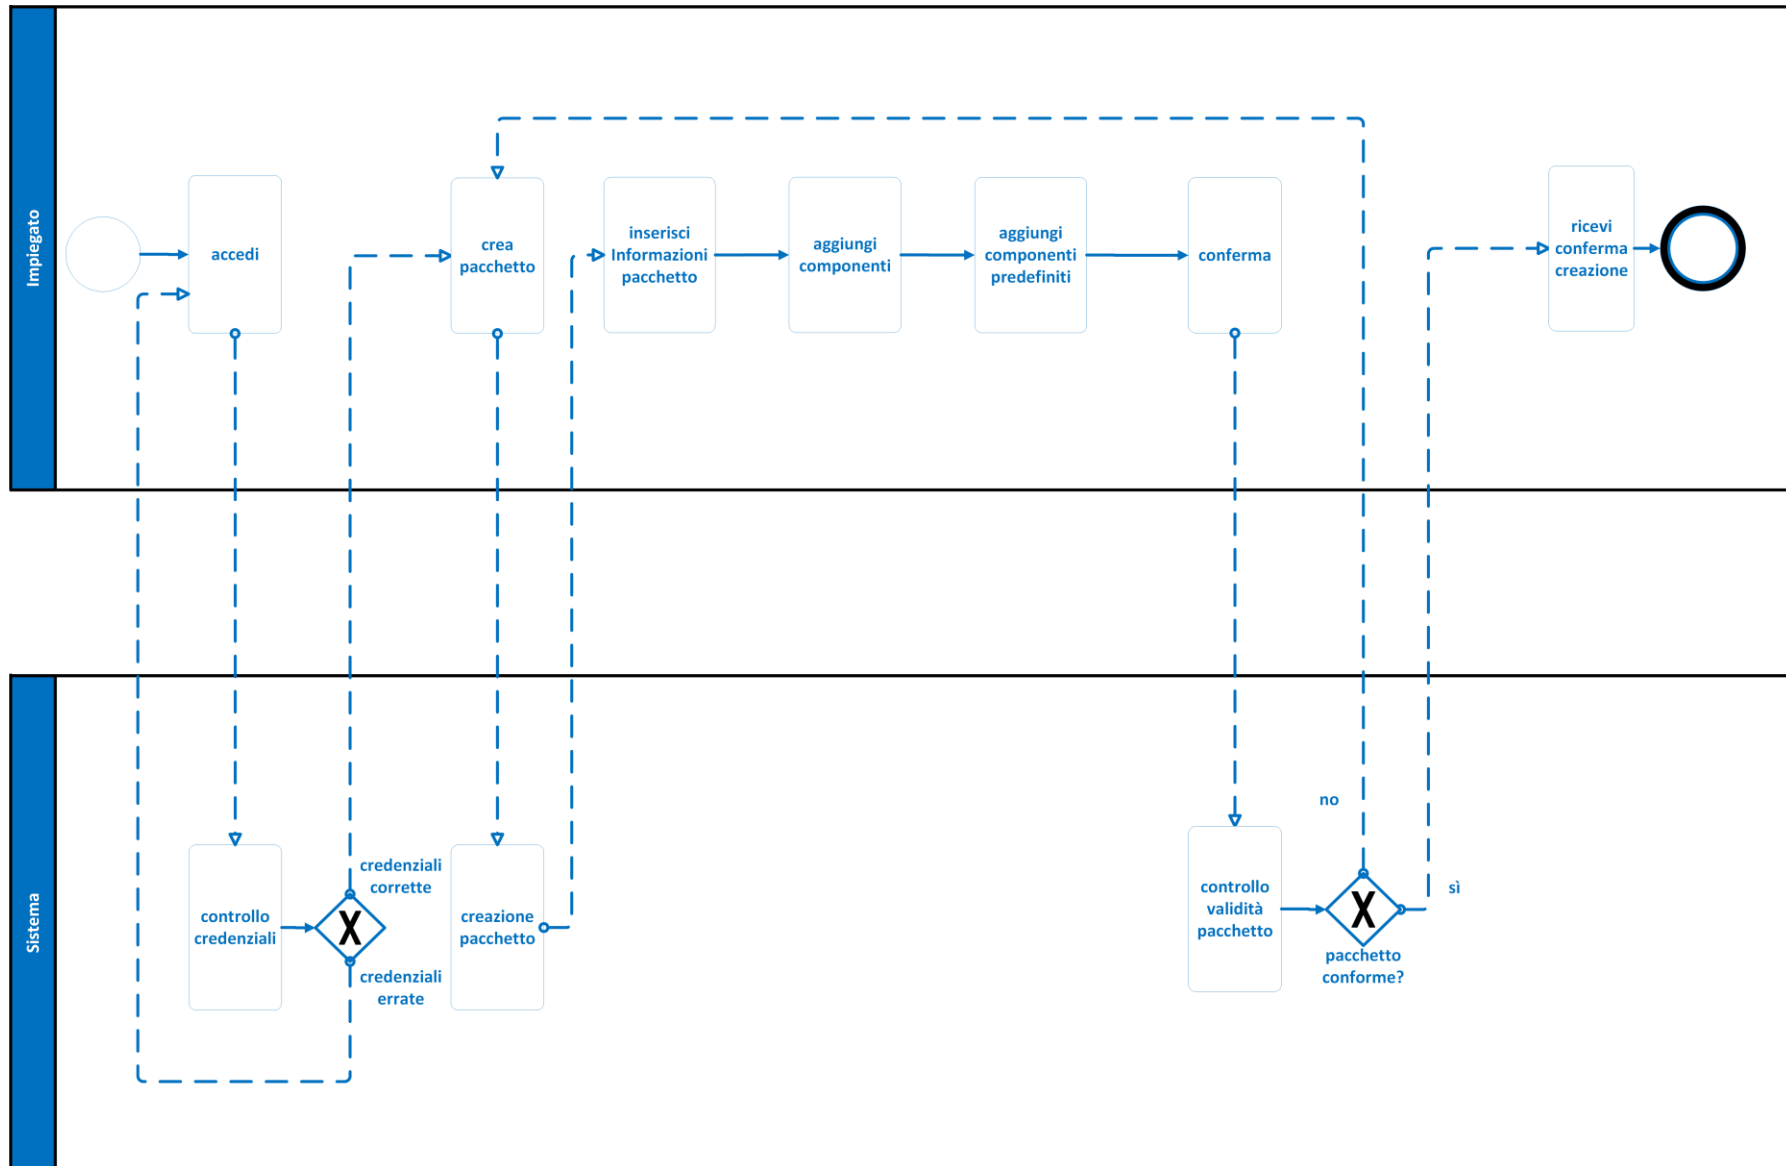 Impiegato
accedi
crea
pacchetto
inserisci
Informazioni
pacchetto
aggiungi
componenti
aggiungi
componenti
predefiniti
conferma
ricevi
conferma
creazione
Sistema
controllo
credenziali
X
credenziali
corrette
credenziali
errate
creazione
pacchetto
controllo
validità
pacchetto
no
X
sì
pacchetto
conforme?